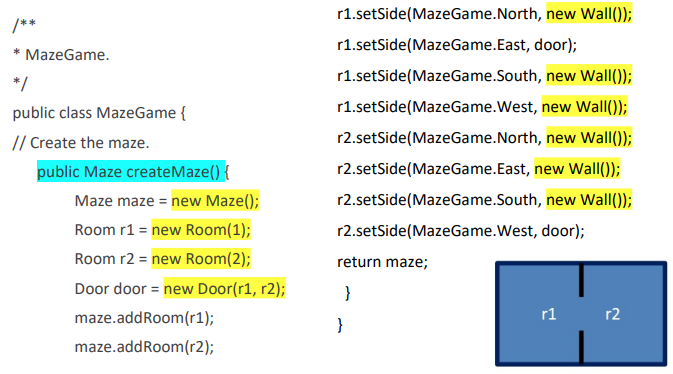 /**
* MazeGame.
*/
public class MazeGame {
// Create the maze.
public Maze createMaze() {
Maze maze = new Maze();
Room r1 = new Room(1);
Room r2 = new Room(2);
Door door = new Door(r1, r2);
maze.addRoom(r1);
maze.addRoom(r2);
r1.setSide(MazeGame.North, new Wall());
r1.setSide(MazeGame.East, door);
r1.setSide(MazeGame.South, new Wall());
r1.setSide(MazeGame.West, new Wall());
r2.setSide(MazeGame.North, new Wall());
r2.setSide(MazeGame.East, new Wall());
r2.setSide(MazeGame.South, new Wall());
r2.setSide(MazeGame.West, door);
return maze;
}
}
r1 r2